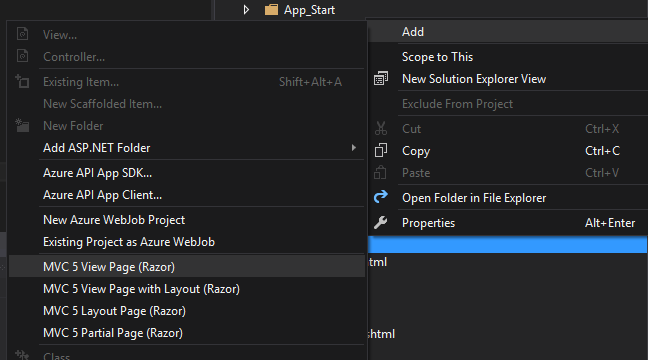 App_Start
View...
Controller...
Existing Item... Shift+Alt+A
New Scaffolded Item...
New Folder
Add ASP.NET Folder
Azure API App SDK...
Azure API App Client...
New Azure WebJob Project
Existing Project as Azure WebJob
MVC 5 View Page (Razor)
MVC 5 View Page with Layout (Razor)
MVC 5 Layout Page (Razor)
MVC 5 Partial Page (Razor)
Class
Add
Scope to This
New Solution Explorer View
Exclude From Project
Cut Ctrl+X
Copy Ctrl+C
Paste Ctrl+V
Open Folder in File Explorer
Properties Alt+Enter
html
shtml